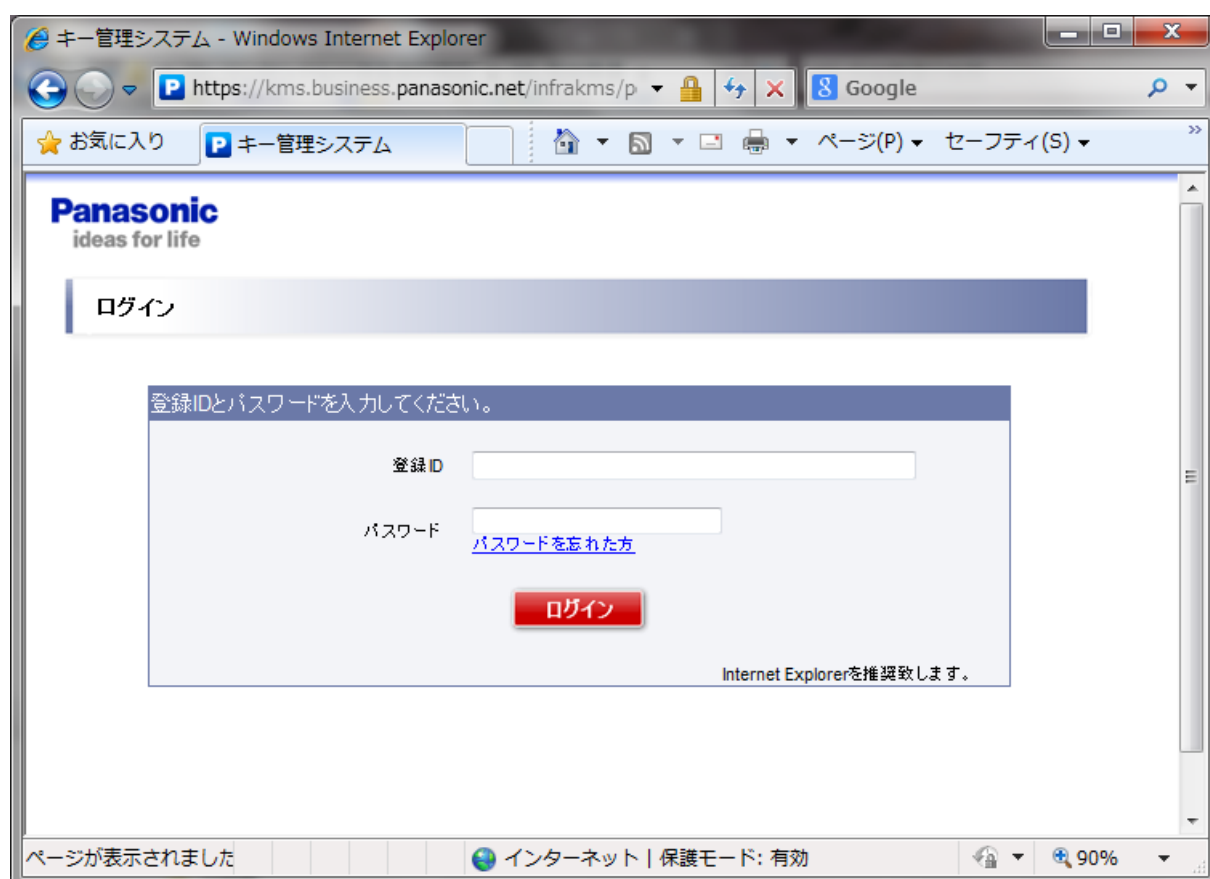 キー管理システム - Windows Internet Explorer
https://kms.business.panasonic.net/infrakms/p
Google
お気に入り
キー管理システム
ページ(P)
セーフティ(S)
Panasonic
ideas for life
ログイン
登録IDとパスワードを入力してください。
登録ID
パスワード
パスワードを忘れた方
ログイン
Internet Explorerを推奨致します。
ページが表示されました
インターネット | 保護モード: 有効
90%